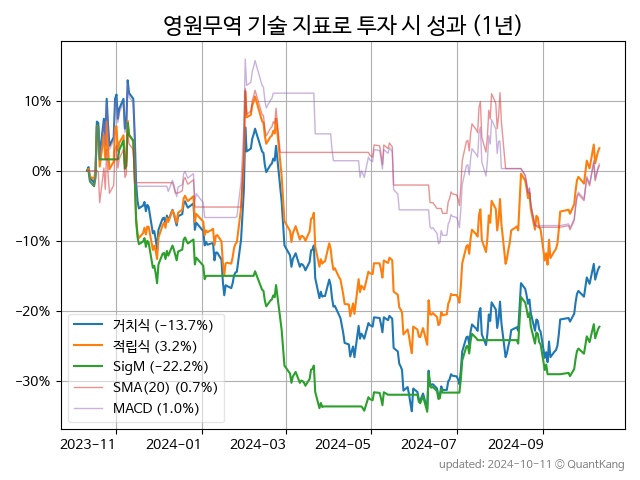 영원무역 기술 지표로 투자 시 성과 (1년)
10%
0%
−10%
−20%
−30%
거치식 (−13.7%)
적립식 (3.2%)
SigM (−22.2%)
SMA(20) (0.7%)
MACD (1.0%)
2023-11 2024-01 2024-03 2024-05 2024-07 2024-09
updated: 2024-10-11 © QuantKang